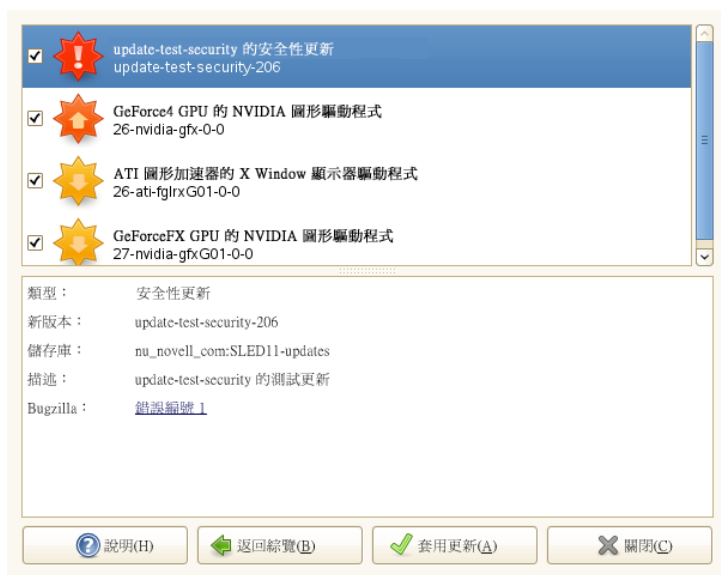 update-test-security 的安全性更新
update-test-security-206
GeForce4 GPU 的 NVIDIA 圖形驅動程式
26-nvidia-gfx-0-0
ATI 圖形加速器的 X Window 顯示器驅動程式
26-ati-fglrxG01-0-0
GeForceFX GPU 的 NVIDIA 圖形驅動程式
27-nvidia-gfxG01-0-0
類型： 安全性更新
新版本： update-test-security-206
儲存庫： nu_novell_com:SLED11-updates
描述： update-test-security 的測試更新
Bugzilla： 錯誤編號 1
說明(H) 返回綜覽(B) 套用更新(A) 關閉(C)